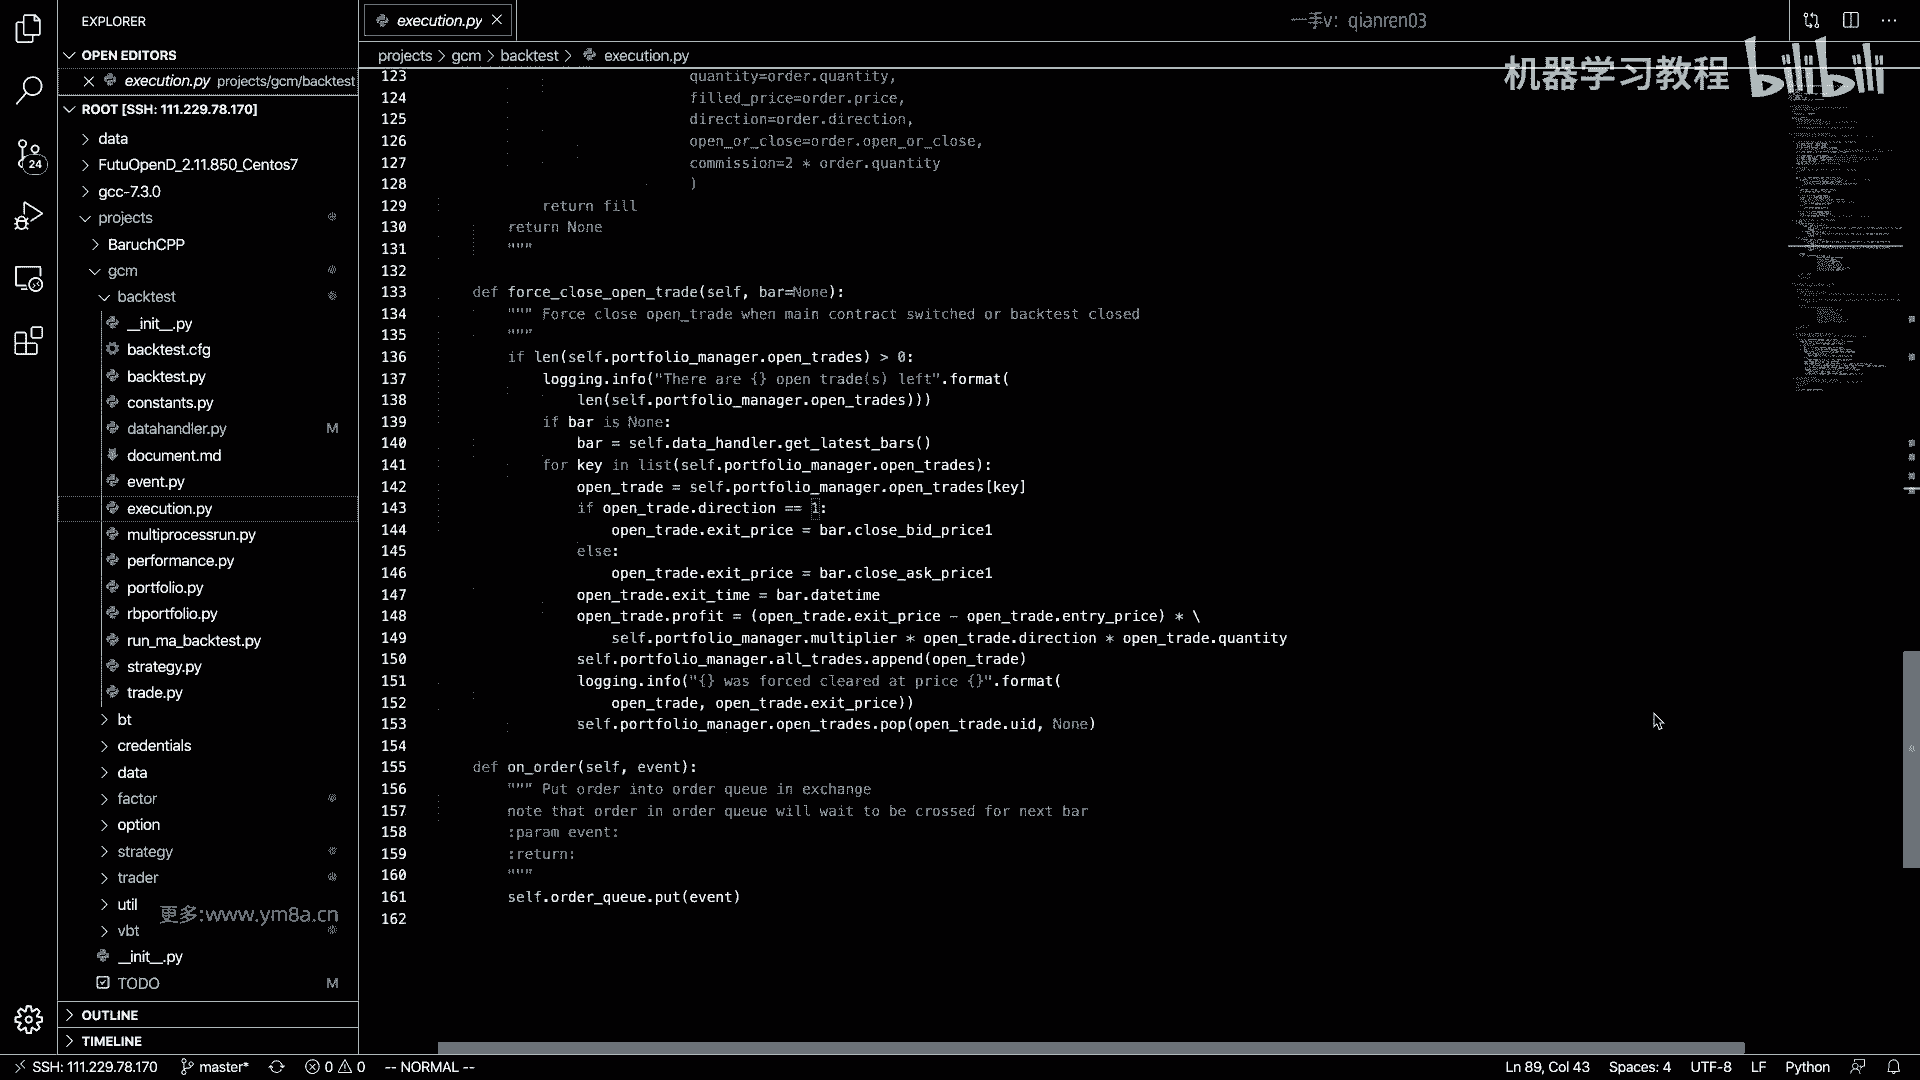 EXPLORER
OPEN EDITORS
execution.py projects/gcm/backtest
ROOT [SSH: 111.229.78.170]
data
FutuOpenD_2.11.850_Centos7
gcc-7.3.0
projects
BaruchCPP
gcm
backtest
__init__.py
backtest.cfg
backtest.py
constants.py
datahandler.py M
document.md
event.py
execution.py
multiprocessrun.py
performance.py
portfolio.py
rbportfolio.py
run_ma_backtest.py
strategy.py
trade.py
bt
credentials
data
factor
option
strategy
trader
util
更多:www.ym8a.cn
vbt
__init__.py
TODO M
OUTLINE
TIMELINE
24
execution.py
一手v: qianren03
机器学习教程 bilibili
projects > gcm > backtest > execution.py
123 quantity=order.quantity,
124 filled_price=order.price,
125 direction=order.direction,
126 open_or_close=order.open_or_close,
127 commission=2 * order.quantity
128 )
129 return fill
130 return None
131 """
132
133 def force_close_open_trade(self, bar=None):
134 """ Force close open_trade when main contract switched or backtest closed
135 """
136 if len(self.portfolio_manager.open_trades) > 0:
137 logging.info("There are {} open trade(s) left".format(
138 len(self.portfolio_manager.open_trades)))
139 if bar is None:
140 bar = self.data_handler.get_latest_bars()
141 for key in list(self.portfolio_manager.open_trades):
142 open_trade = self.portfolio_manager.open_trades[key]
143 if open_trade.direction == 1:
144 open_trade.exit_price = bar.close_bid_price1
145 else:
146 open_trade.exit_price = bar.close_ask_price1
147 open_trade.exit_time = bar.datetime
148 open_trade.profit = (open_trade.exit_price - open_trade.entry_price) * \
149 self.portfolio_manager.multiplier * open_trade.direction * open_trade.quantity
150 self.portfolio_manager.all_trades.append(open_trade)
151 logging.info("{} was forced cleared at price {}".format(
152 open_trade, open_trade.exit_price))
153 self.portfolio_manager.open_trades.pop(open_trade.uid, None)
154
155 def on_order(self, event):
156 """ Put order into order queue in exchange
157 note that order in order queue will wait to be crossed for next bar
158 :param event:
159 :return:
160 """
161 self.order_queue.put(event)
162
SSH: 111.229.78.170 master* 0 0 -- NORMAL -- Ln 89, Col 43 Spaces: 4 UTF-8 LF Python